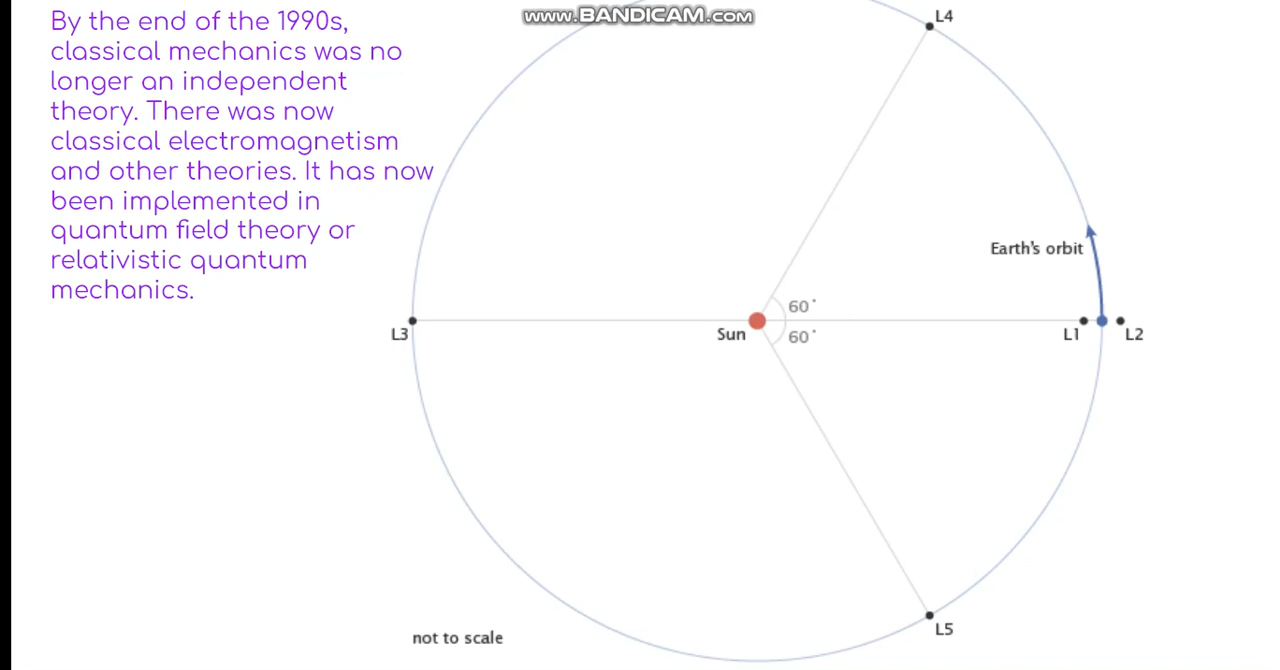 www.BANDICAM.com
By the end of the 1990s,
classical mechanics was no
longer an independent
theory. There was now
classical electromagnetism
and other theories. It has now
been implemented in
quantum field theory or
relativistic quantum
mechanics.
L4
Earth's orbit
60°
60°
L3
Sun
L1
L2
L5
not to scale